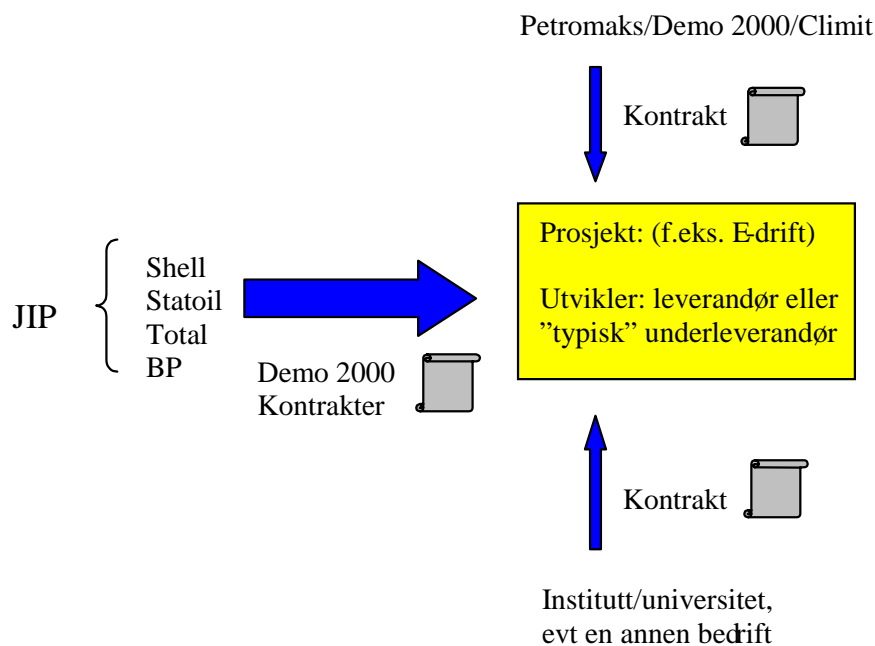 Petromaks/Demo 2000/Climit
Kontrakt
Prosjekt: (f.eks. E-drift)
Utvikler: leverandør eller
”typisk” underleverandør
JIP
Shell
Statoil
Total
BP
Demo 2000
Kontrakter
Kontrakt
Institutt/universitet,
evt en annen bedrift